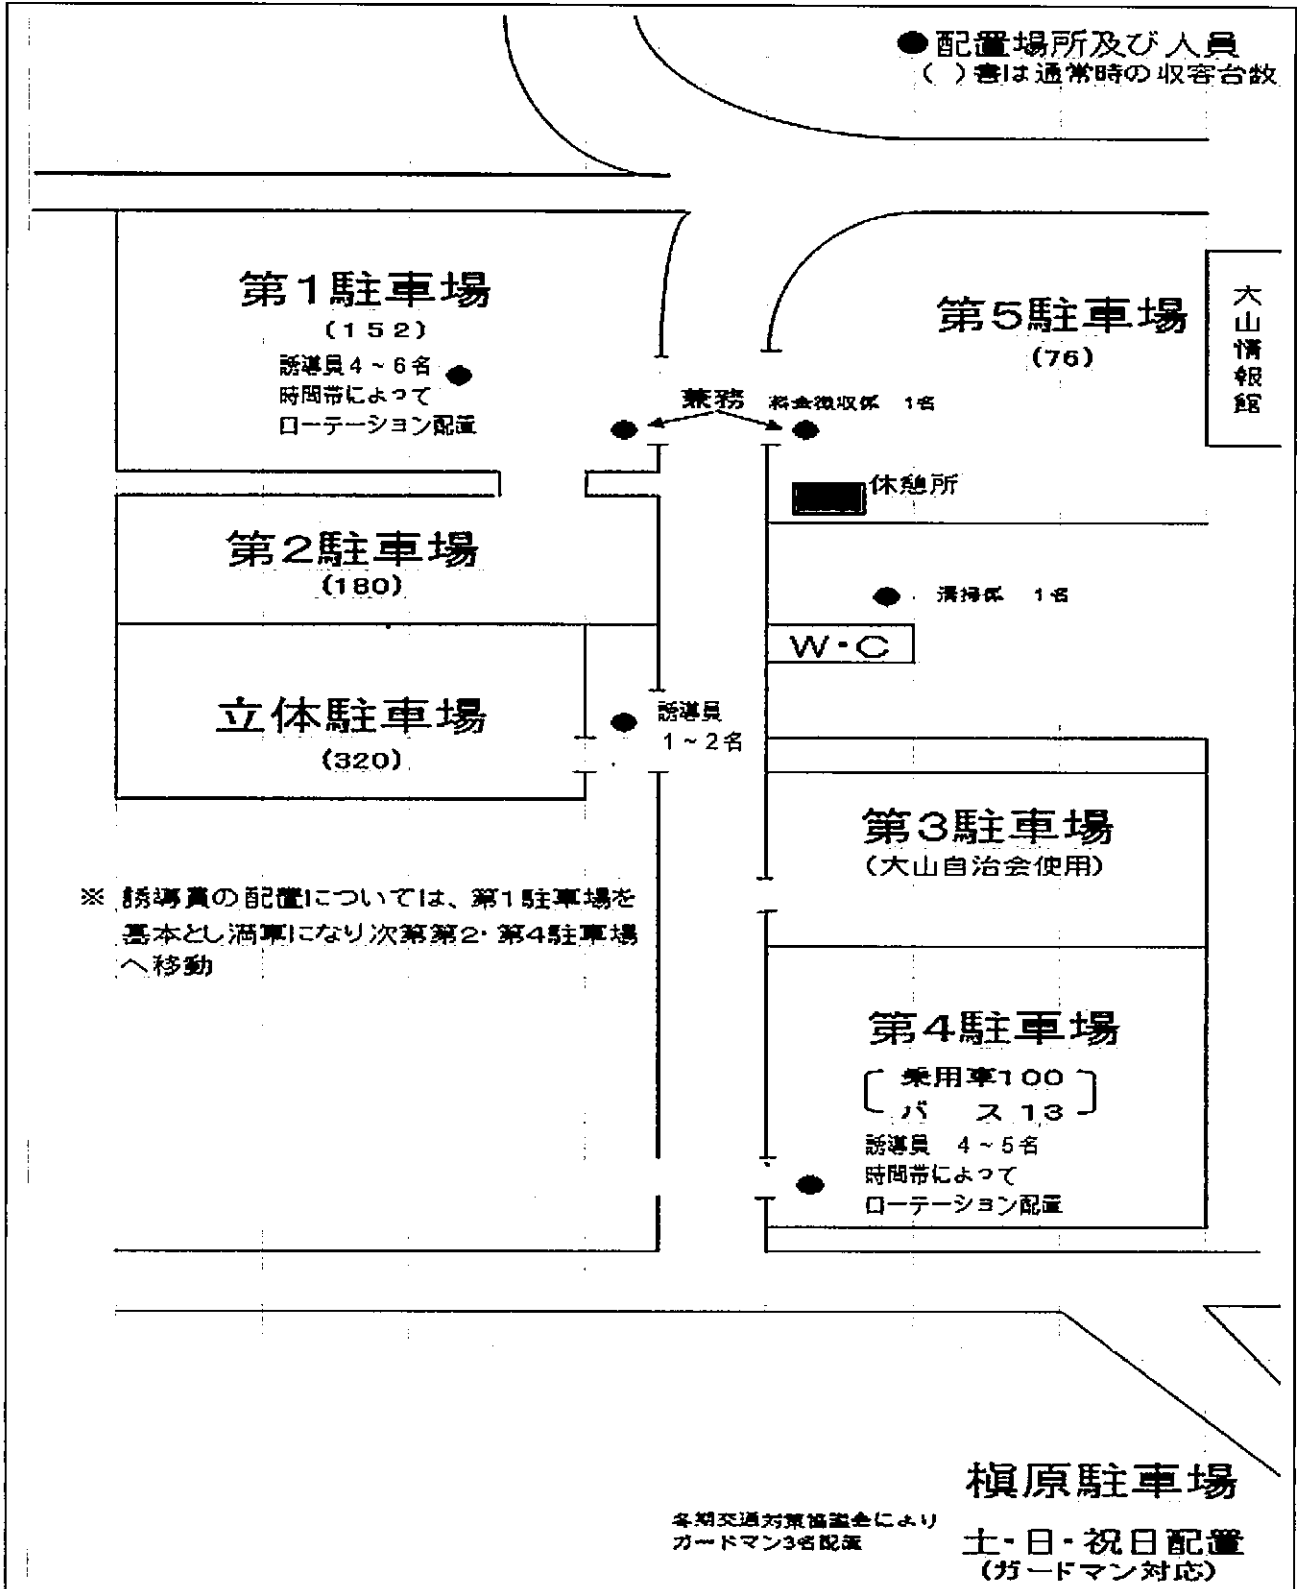 ●配置場所及び人員
（ ）書は通常時の収容台数
第1駐車場
(152)
誘導員4～6名
時間帯によって
ローテーション配置
第5駐車場
(76)
大山情報館
兼務
料金徴収係 1名
休憩所
第2駐車場
(180)
清掃係 1名
W・C
立体駐車場
(320)
誘導員
1～2名
第3駐車場
(大山自治会使用)
※ 誘導員の配置については、第1駐車場を
基本とし満車になり次第第2・第4駐車場
へ移動
第4駐車場
乗用車100
バ ス 13
誘導員 4～5名
時間帯によって
ローテーション配置
槇原駐車場
冬期交通対策協議会により
ガードマン3名配置
土・日・祝日配置
(ガードマン対応)